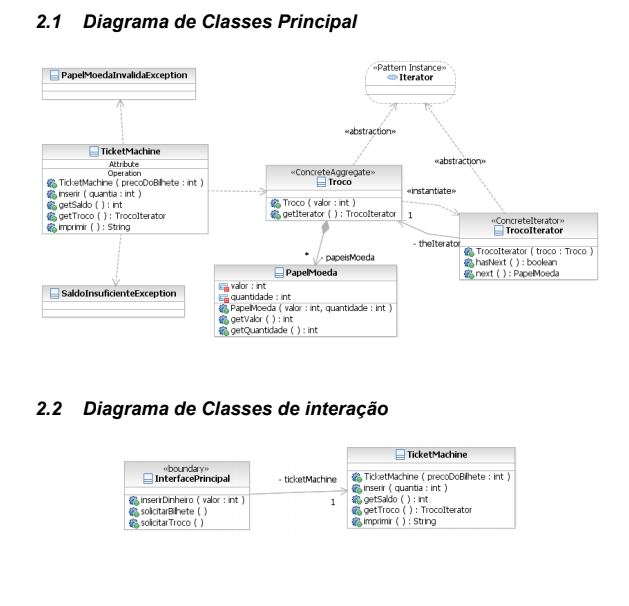 2.1 Diagrama de Classes Principal
«Pattern Instance»
Iterator
PapelMoedaInvalidaException
«abstraction»
«abstraction»
TicketMachine
Attribute
Operation
TicketMachine ( precoDoBilhete : int )
inserir ( quantia : int )
getSaldo ( ) : int
getTroco ( ) : TrocoIterator
imprimir ( ) : String
«ConcreteAggregate»
Troco
Troco ( valor : int )
getIterator ( ) : TrocoIterator
«instantiate»
1
- theIterator
«ConcreteIterator»
TrocoIterator
TrocoIterator ( troco : Troco )
hasNext ( ) : boolean
next ( ) : PapelMoeda
*
- papeisMoeda
PapelMoeda
valor : int
quantidade : int
PapelMoeda ( valor : int, quantidade : int )
getValor ( ) : int
getQuantidade ( ) : int
SaldoInsuficienteException
2.2 Diagrama de Classes de interação
«boundary»
InterfacePrincipal
inserirDinheiro ( valor : int )
solicitarBilhete ( )
solicitarTroco ( )
- ticketMachine
1
TicketMachine
TicketMachine ( precoDoBilhete : int )
inserir ( quantia : int )
getSaldo ( ) : int
getTroco ( ) : TrocoIterator
imprimir ( ) : String